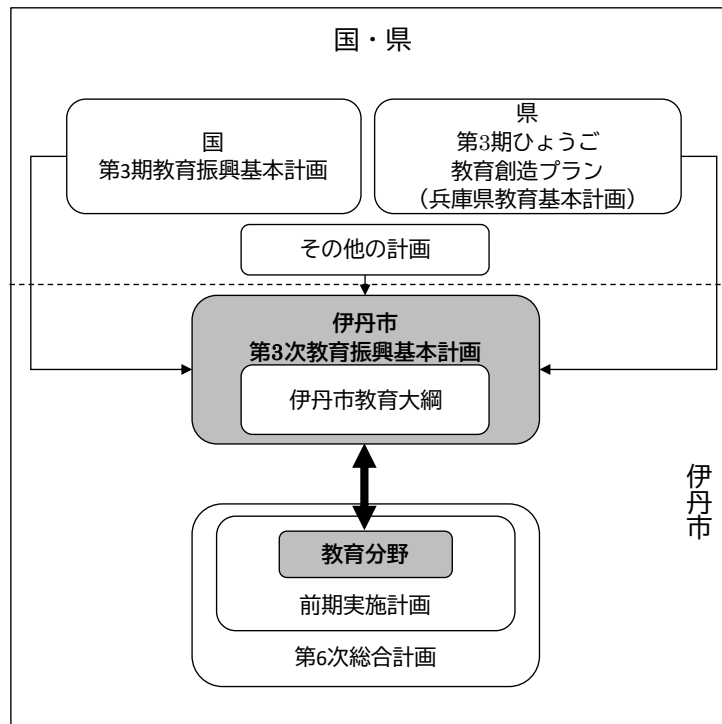 国・県
国
第3期教育振興基本計画
県
第3期ひょうご
教育創造プラン
（兵庫県教育基本計画）
その他の計画
伊丹市
第3次教育振興基本計画
伊丹市教育大綱
伊丹市
教育分野
前期実施計画
第6次総合計画